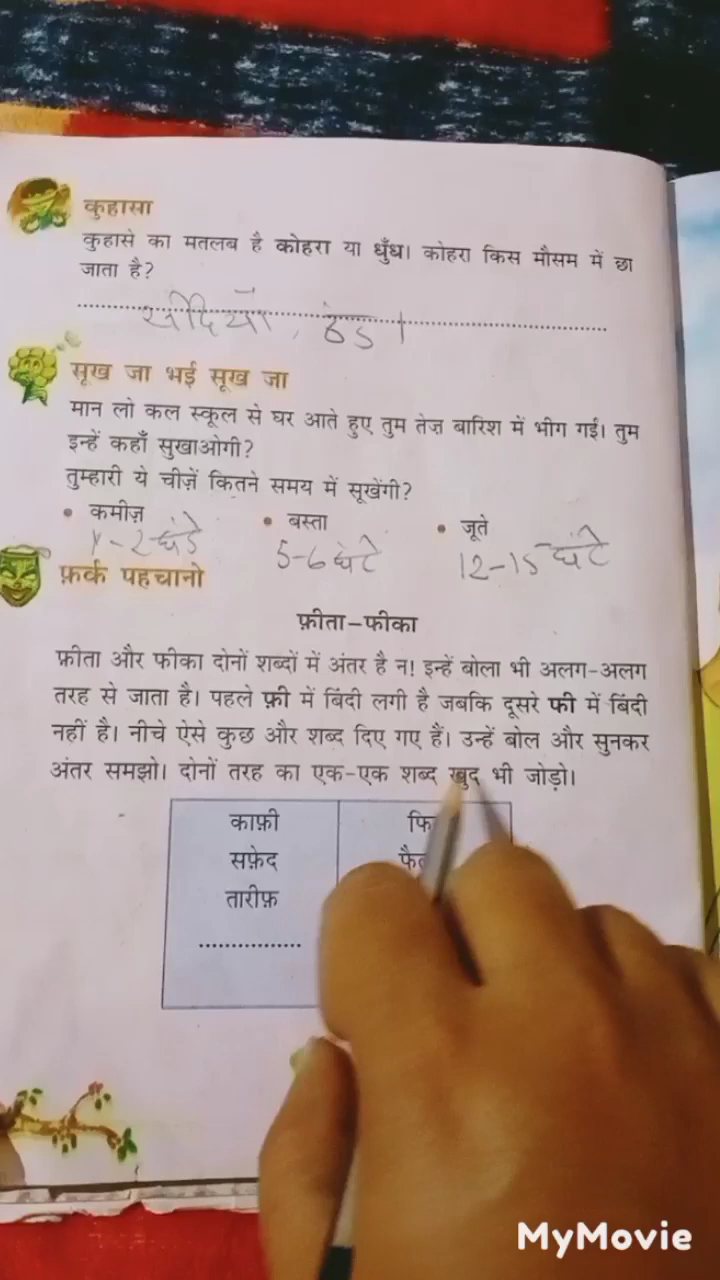 कुहासा
कुहासे का मतलब है कोहरा या धुँध। कोहरा किस मौसम में छा
जाता है?
सर्दियों, ठंड।
सूख जा भई सूख जा
मान लो कल स्कूल से घर आते हुए तुम तेज़ बारिश में भीग गईं। तुम
इन्हें कहाँ सुखाओगी?
तुम्हारी ये चीज़ें कितने समय में सूखेंगी?
• कमीज़ • बस्ता • जूते
1-2 घंटे 5-6 घंटे 12-15 घंटे
फ़र्क पहचानो
फ़ीता-फीका
फ़ीता और फीका दोनों शब्दों में अंतर है न! इन्हें बोला भी अलग-अलग
तरह से जाता है। पहले फ़ी में बिंदी लगी है जबकि दूसरे फी में बिंदी
नहीं है। नीचे ऐसे कुछ और शब्द दिए गए हैं। उन्हें बोल और सुनकर
अंतर समझो। दोनों तरह का एक-एक शब्द खुद भी जोड़ो।
काफ़ी
सफ़ेद
तारीफ़
MyMovie